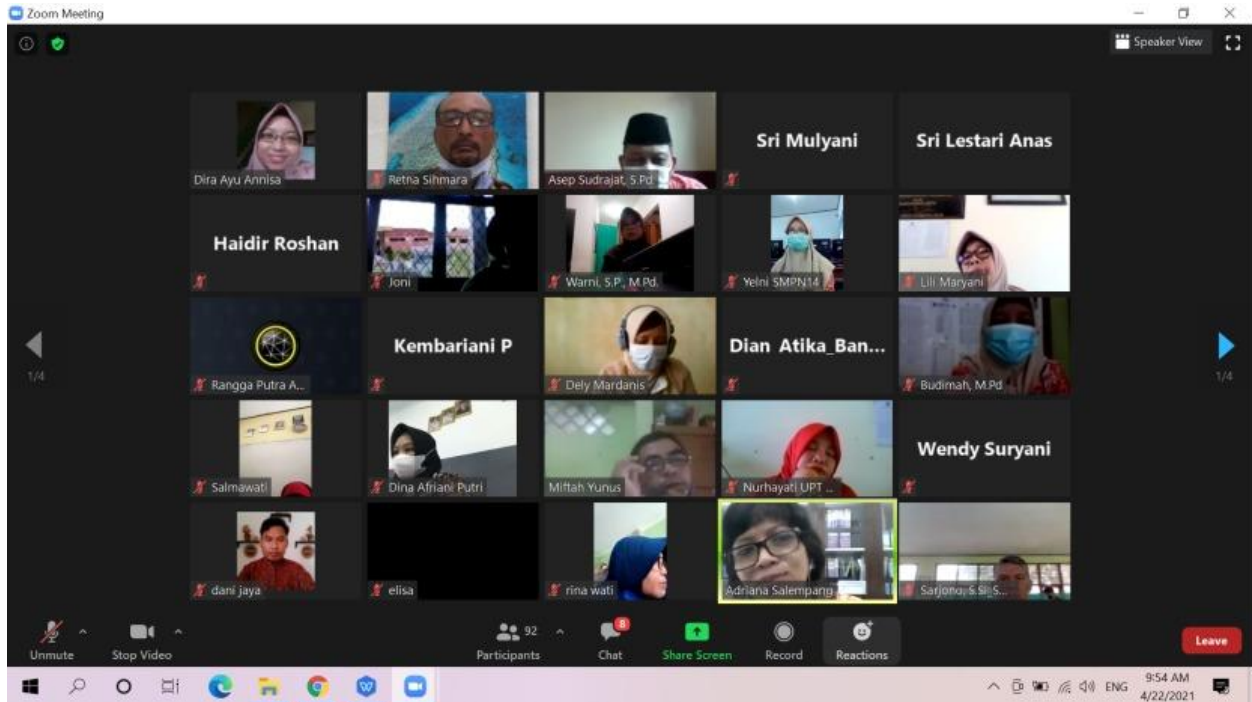 Zoom Meeting
Speaker View
Dira Ayu Annisa
Retna Sihmara
Asep Sudrajat, S.Pd
Sri Mulyani
Sri Lestari Anas
Haidir Roshan
Joni
Warni, S.P., M.Pd.
Yelni SMPN14
Lili Maryani
Rangga Putra A...
Kembariani P
Dely Mardanis
Dian Atika_Ban...
Budimah, M.Pd
Salmawati
Dina Afriani Putri
Miftah Yunus
Nurhayati UPT ...
Wendy Suryani
dani jaya
elisa
rina wati
Adriana Salempang
Sarjono, S.Si, S...
1/4
1/4
Unmute
Stop Video
92
Participants
8
Chat
Share Screen
Record
Reactions
Leave
ENG
9:54 AM
4/22/2021